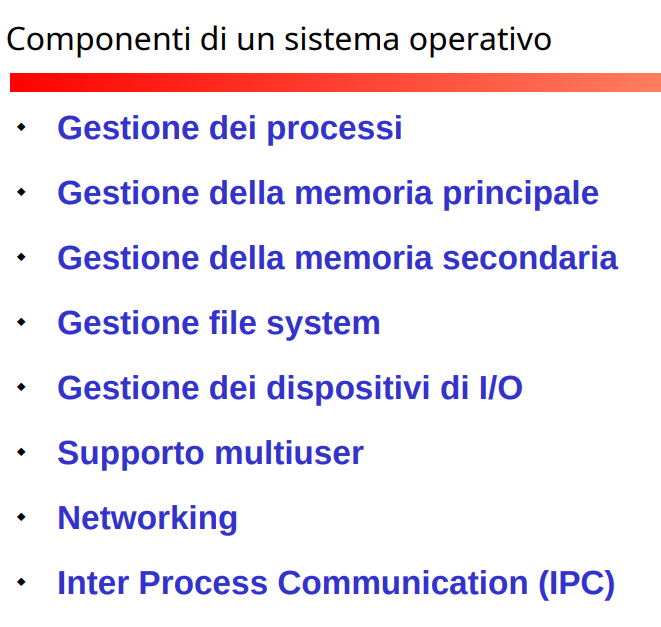 Componenti di un sistema operativo
Gestione dei processi
Gestione della memoria principale
Gestione della memoria secondaria
Gestione file system
Gestione dei dispositivi di I/O
Supporto multiuser
Networking
Inter Process Communication (IPC)